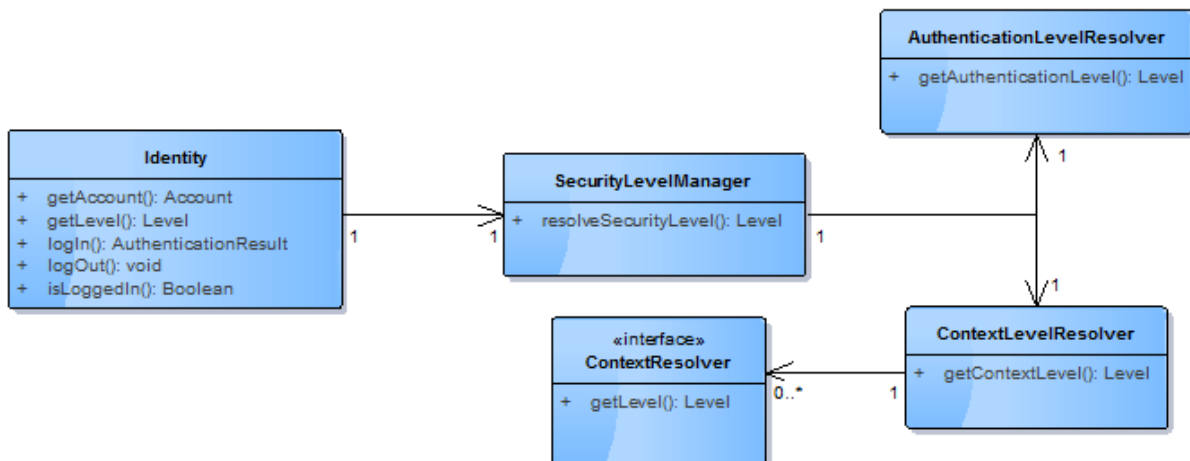 Identity
+ getAccount(): Account
+ getLevel(): Level
+ logIn(): AuthenticationResult
+ logOut(): void
+ isLoggedIn(): Boolean
1
1
SecurityLevelManager
+ resolveSecurityLevel(): Level
1
AuthenticationLevelResolver
+ getAuthenticationLevel(): Level
1
1
ContextLevelResolver
+ getContextLevel(): Level
1
0..*
«interface»
ContextResolver
+ getLevel(): Level